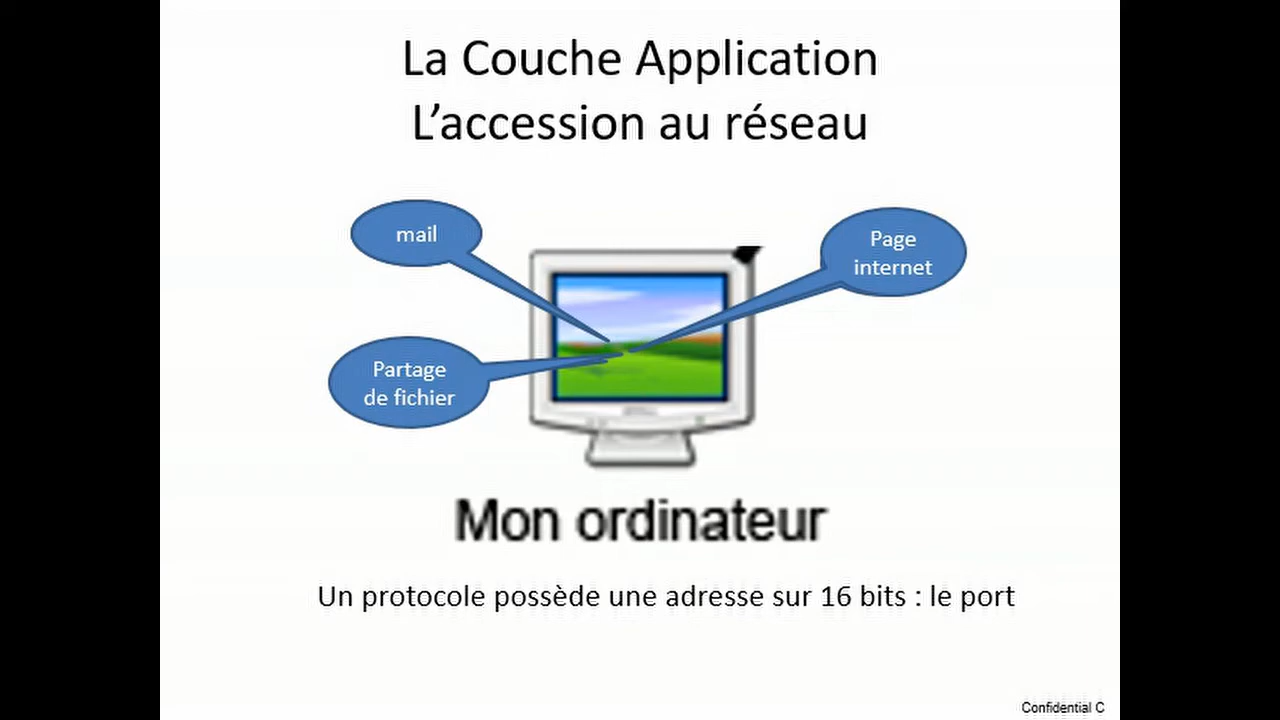 La Couche Application
L’accession au réseau
mail
Page
internet
Partage
de fichier
Mon ordinateur
Un protocole possède une adresse sur 16 bits : le port
Confidential C